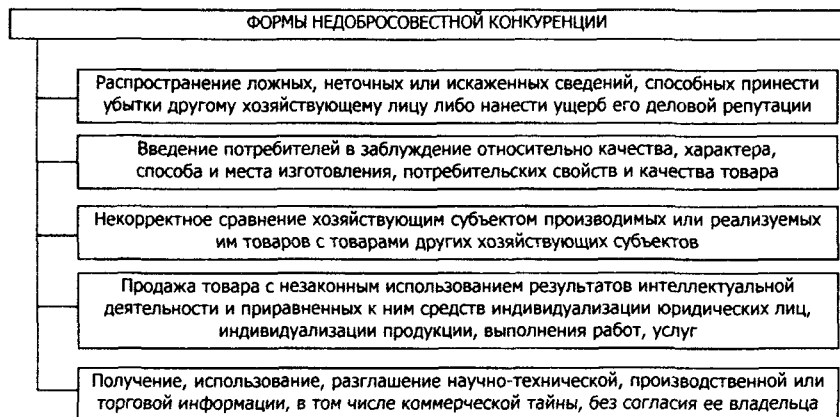 ФОРМЫ НЕДОБРОСОВЕСТНОЙ КОНКУРЕНЦИИ
Распространение ложных, неточных или искаженных сведений, способных принести
убытки другому хозяйствующему лицу либо нанести ущерб его деловой репутации
Введение потребителей в заблуждение относительно качества, характера,
способа и места изготовления, потребительских свойств и качества товара
Некорректное сравнение хозяйствующим субъектом производимых или реализуемых
им товаров с товарами других хозяйствующих субъектов
Продажа товара с незаконным использованием результатов интеллектуальной
деятельности и приравненных к ним средств индивидуализации юридических лиц,
индивидуализации продукции, выполнения работ, услуг
Получение, использование, разглашение научно-технической, производственной или
торговой информации, в том числе коммерческой тайны, без согласия ее владельца